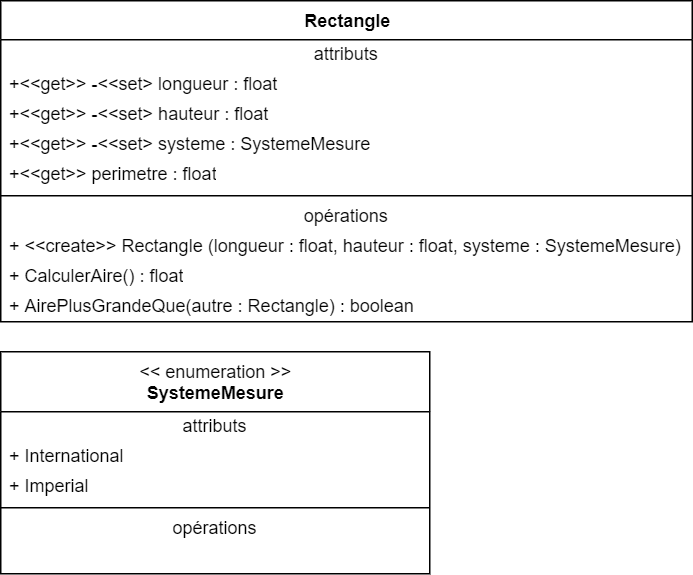 Rectangle
attributs
+<<get>> -<<set> longueur : float
+<<get>> -<<set> hauteur : float
+<<get>> -<<set> systeme : SystemeMesure
+<<get>> perimetre : float
opérations
+ <<create>> Rectangle (longueur : float, hauteur : float, systeme : SystemeMesure)
+ CalculerAire() : float
+ AirePlusGrandeQue(autre : Rectangle) : boolean
<< enumeration >>
SystemeMesure
attributs
+ International
+ Imperial
opérations